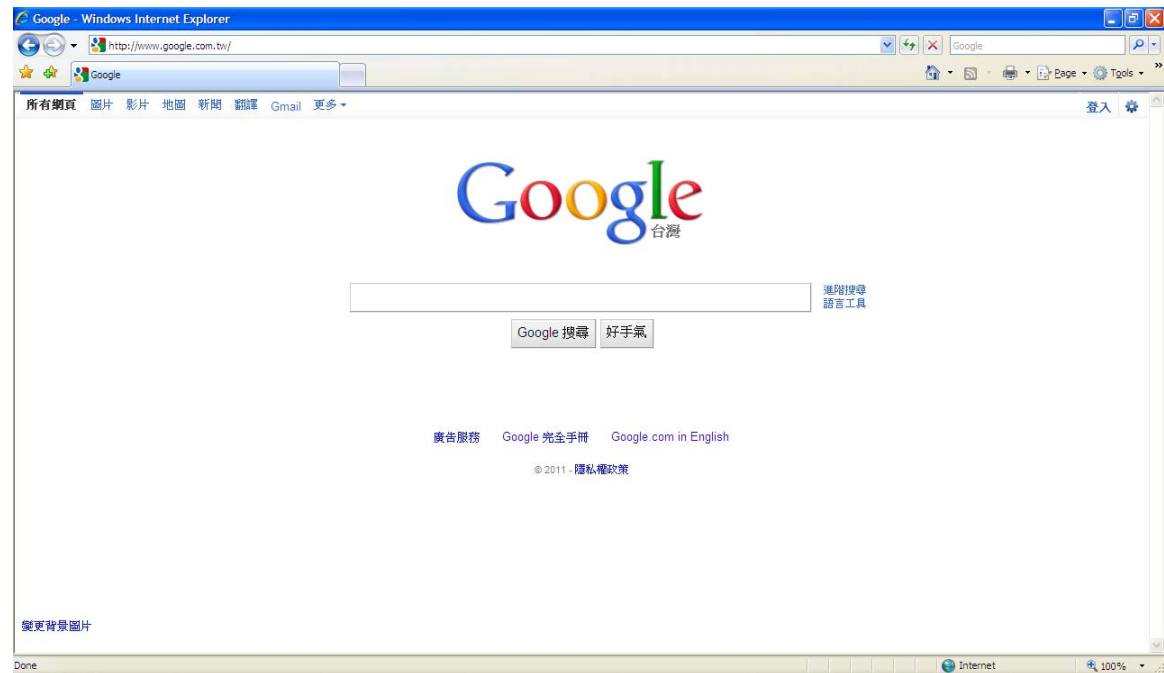 Google - Windows Internet Explorer
http://www.google.com.tw/
Google
Google
Page
Tools
所有網頁 圖片 影片 地圖 新聞 翻譯 Gmail 更多
登入
Google
台灣
進階搜尋
語言工具
Google 搜尋 好手氣
廣告服務 Google 完全手冊 Google.com in English
© 2011 - 隱私權政策
變更背景圖片
Done
Internet
100%